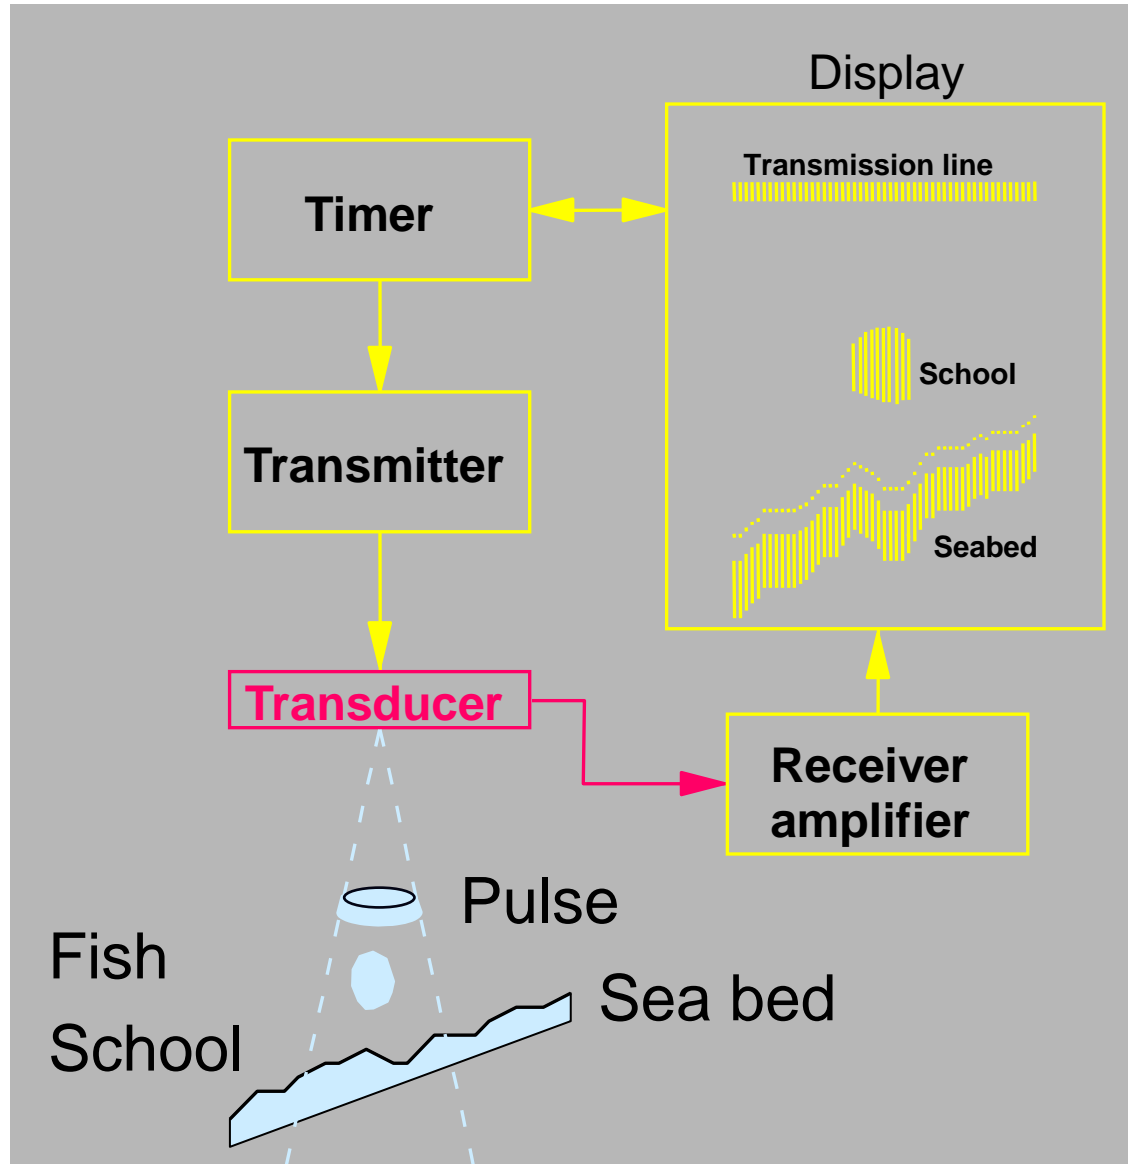 Display
Transmission line
Timer
School
Transmitter
Seabed
Transducer
Receiver
amplifier
Pulse
Fish
School
Sea bed